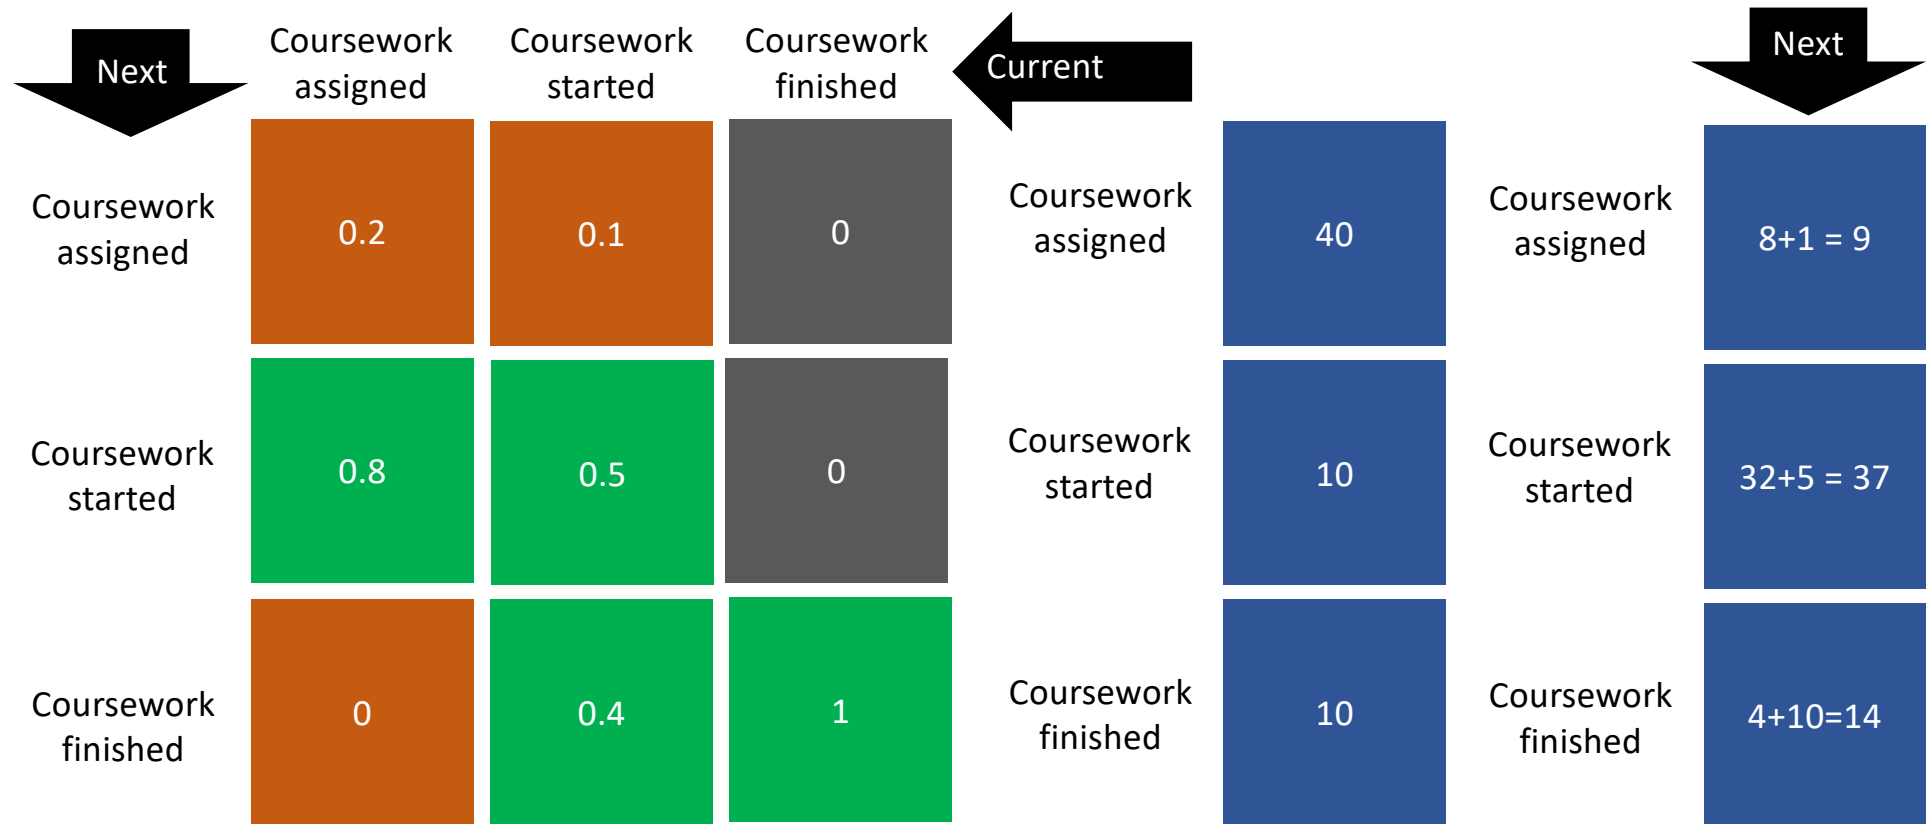 Next
Coursework
assigned
Coursework
started
Coursework
finished
Current
Next
Coursework
assigned
0.2
0.1
0
Coursework
assigned
40
Coursework
assigned
8+1 = 9
Coursework
started
0.8
0.5
0
Coursework
started
10
Coursework
started
32+5 = 37
Coursework
finished
0
0.4
1
Coursework
finished
10
Coursework
finished
4+10=14